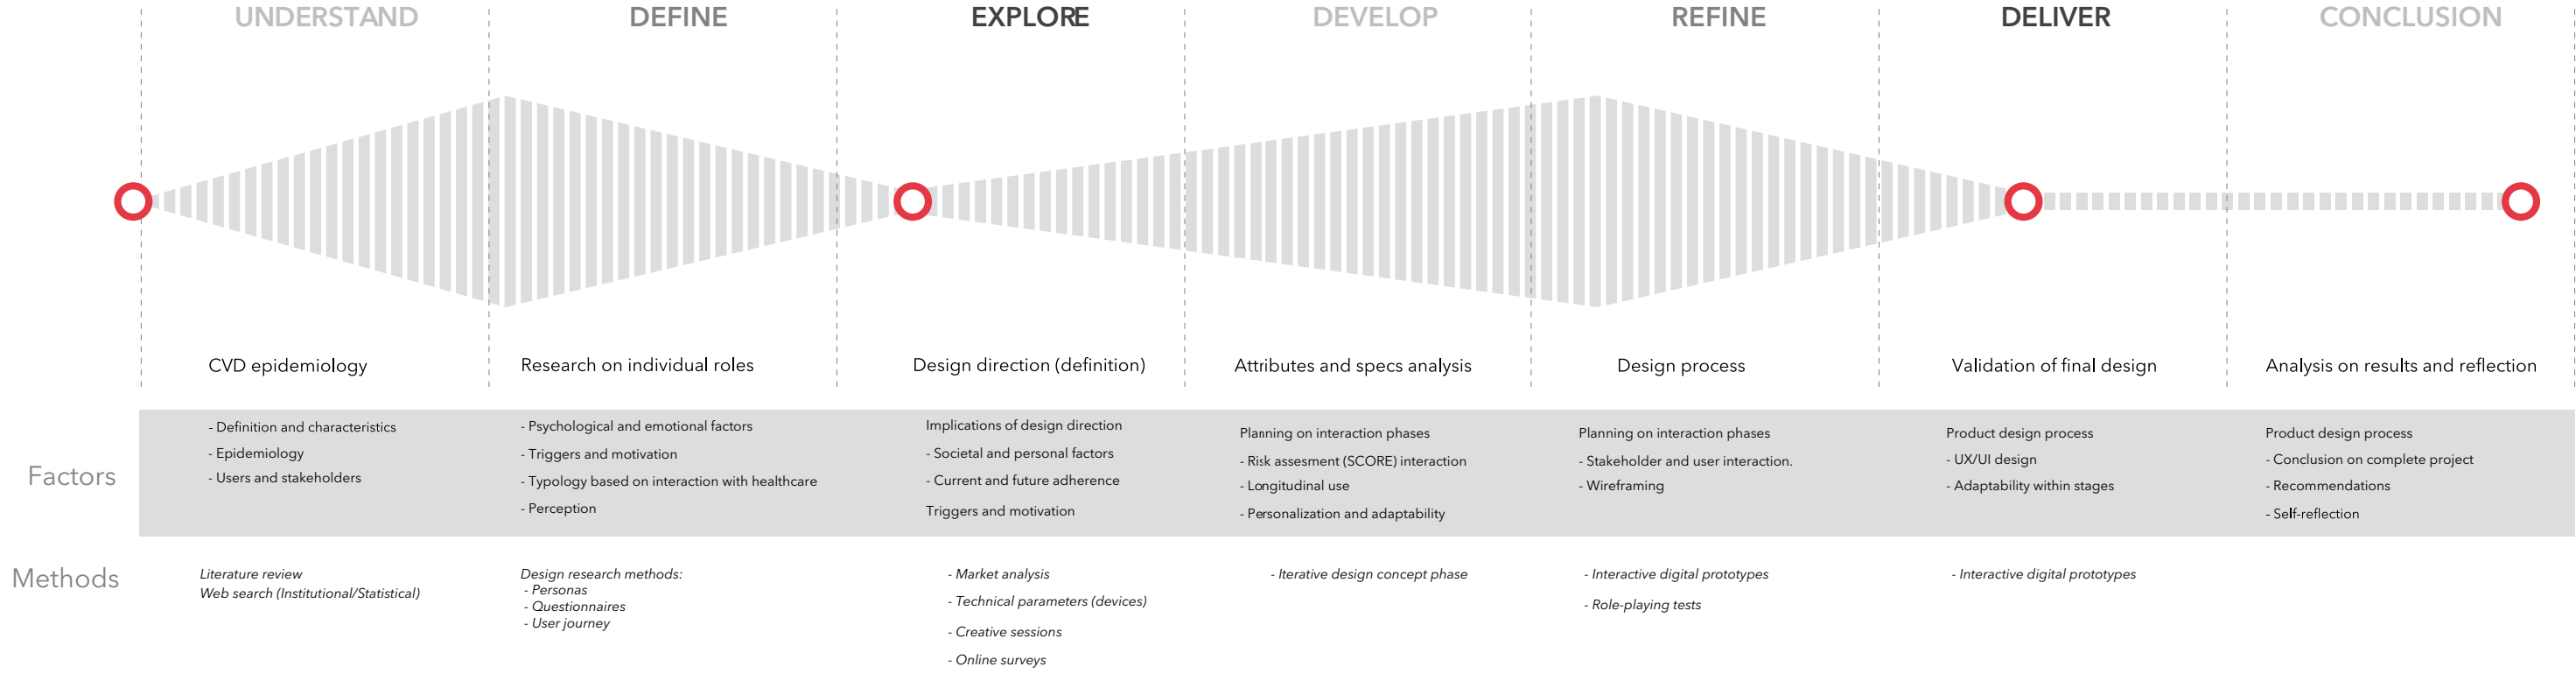 UNDERSTAND
DEFINE
EXPLORE
DEVELOP
REFINE
DELIVER
CONCLUSION
CVD epidemiology
Research on individual roles
Design direction (definition)
Attributes and specs analysis
Design process
Validation of final design
Analysis on results and reflection
Factors
- Definition and characteristics
- Epidemiology
- Users and stakeholders
- Psychological and emotional factors
- Triggers and motivation
- Typology based on interaction with healthcare
- Perception
Implications of design direction
- Societal and personal factors
- Current and future adherence
Triggers and motivation
Planning on interaction phases
- Risk assesment (SCORE) interaction
- Longitudinal use
- Personalization and adaptability
Planning on interaction phases
- Stakeholder and user interaction.
- Wireframing
Product design process
- UX/UI design
- Adaptability within stages
Product design process
- Conclusion on complete project
- Recommendations
- Self-reflection
Methods
Literature review
Web search (Institutional/Statistical)
Design research methods:
- Personas
- Questionnaires
- User journey
- Market analysis
- Technical parameters (devices)
- Creative sessions
- Online surveys
- Iterative design concept phase
- Interactive digital prototypes
- Role-playing tests
- Interactive digital prototypes